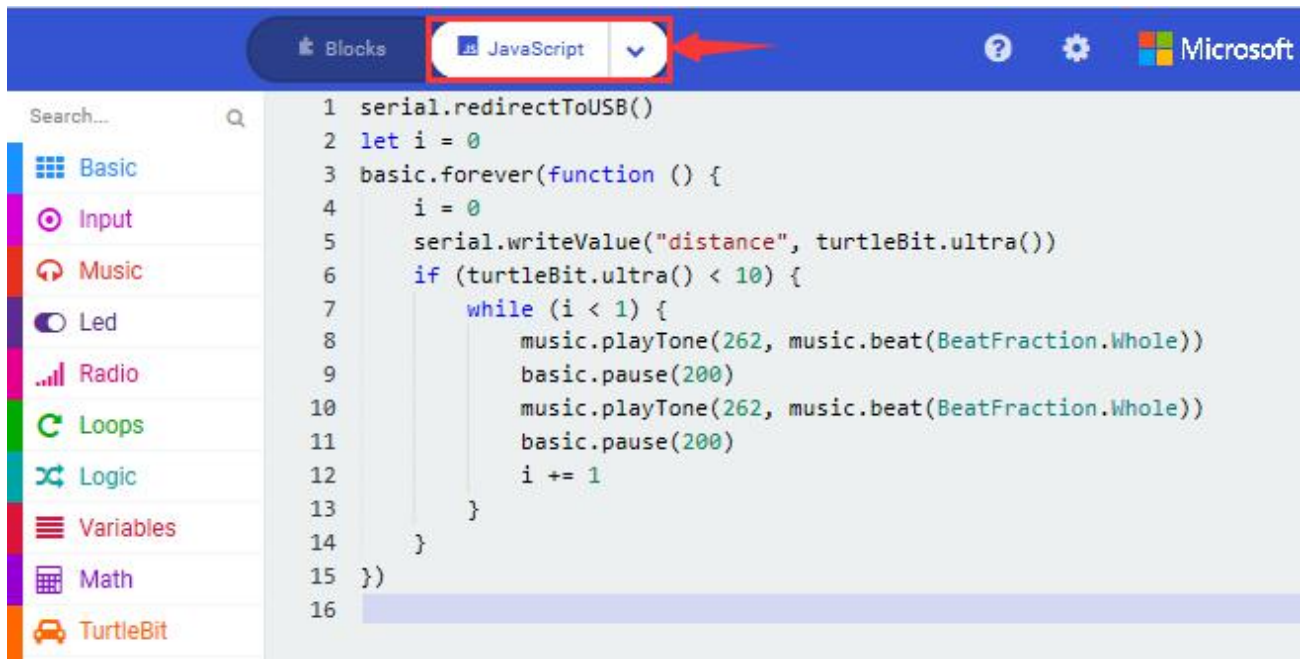 Blocks JS JavaScript Microsoft
Search...
Basic
Input
Music
Led
Radio
Loops
Logic
Variables
Math
TurtleBit
1 serial.redirectToUSB()
2 let i = 0
3 basic.forever(function () {
4 i = 0
5 serial.writeValue("distance", turtleBit.ultra())
6 if (turtleBit.ultra() < 10) {
7 while (i < 1) {
8 music.playTone(262, music.beat(BeatFraction.Whole))
9 basic.pause(200)
10 music.playTone(262, music.beat(BeatFraction.Whole))
11 basic.pause(200)
12 i += 1
13 }
14 }
15 })
16